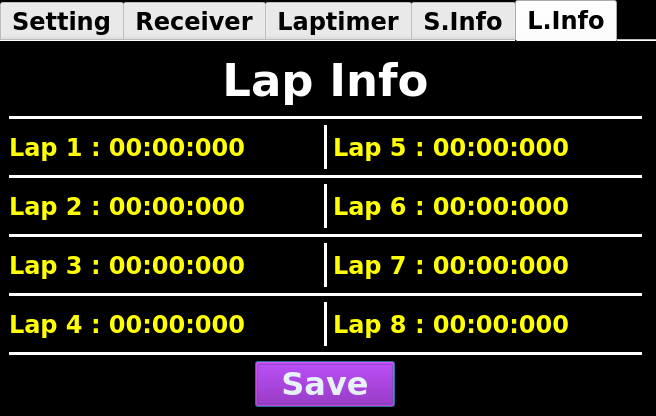 Setting Receiver Laptimer S.Info L.Info
Lap Info
Lap 1 : 00:00:000 Lap 5 : 00:00:000
Lap 2 : 00:00:000 Lap 6 : 00:00:000
Lap 3 : 00:00:000 Lap 7 : 00:00:000
Lap 4 : 00:00:000 Lap 8 : 00:00:000
Save